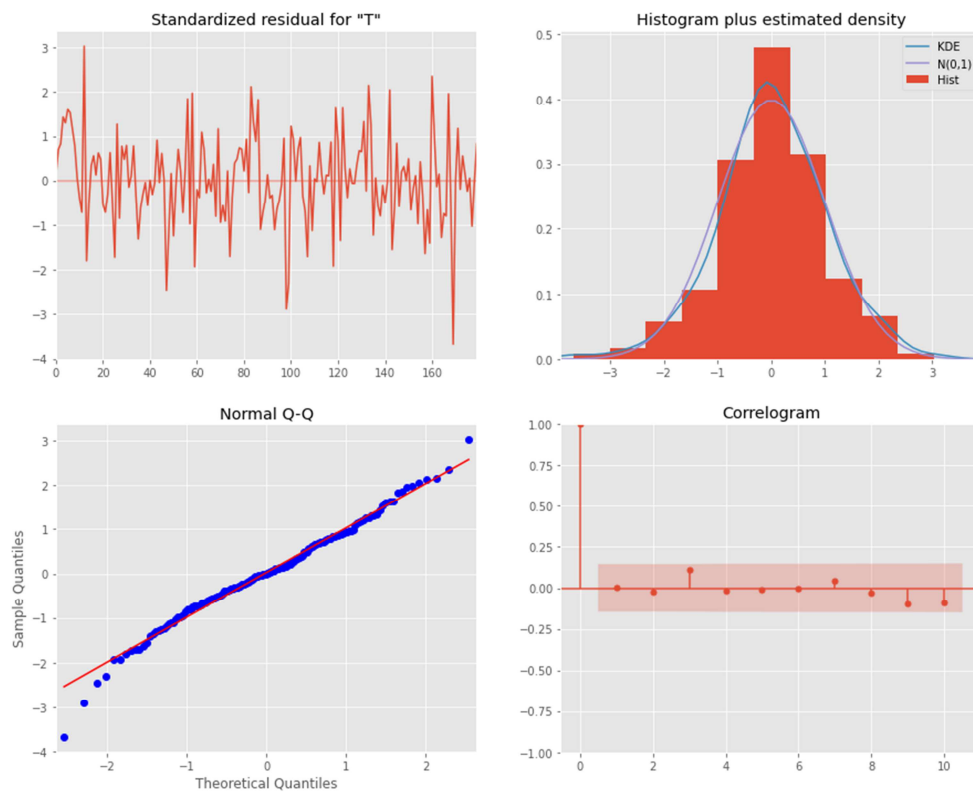 Standardized residual for "T"
3
2
1
0
−1
−2
−3
−4
0 20 40 60 80 100 120 140 160
Histogram plus estimated density
KDE
N(0,1)
Hist
0.5
0.4
0.3
0.2
0.1
0.0
−3 −2 −1 0 1 2 3
Normal Q-Q
Sample Quantiles
3
2
1
0
−1
−2
−3
−4
−2 −1 0 1 2
Theoretical Quantiles
Correlogram
1.00
0.75
0.50
0.25
0.00
−0.25
−0.50
−0.75
−1.00
0 2 4 6 8 10